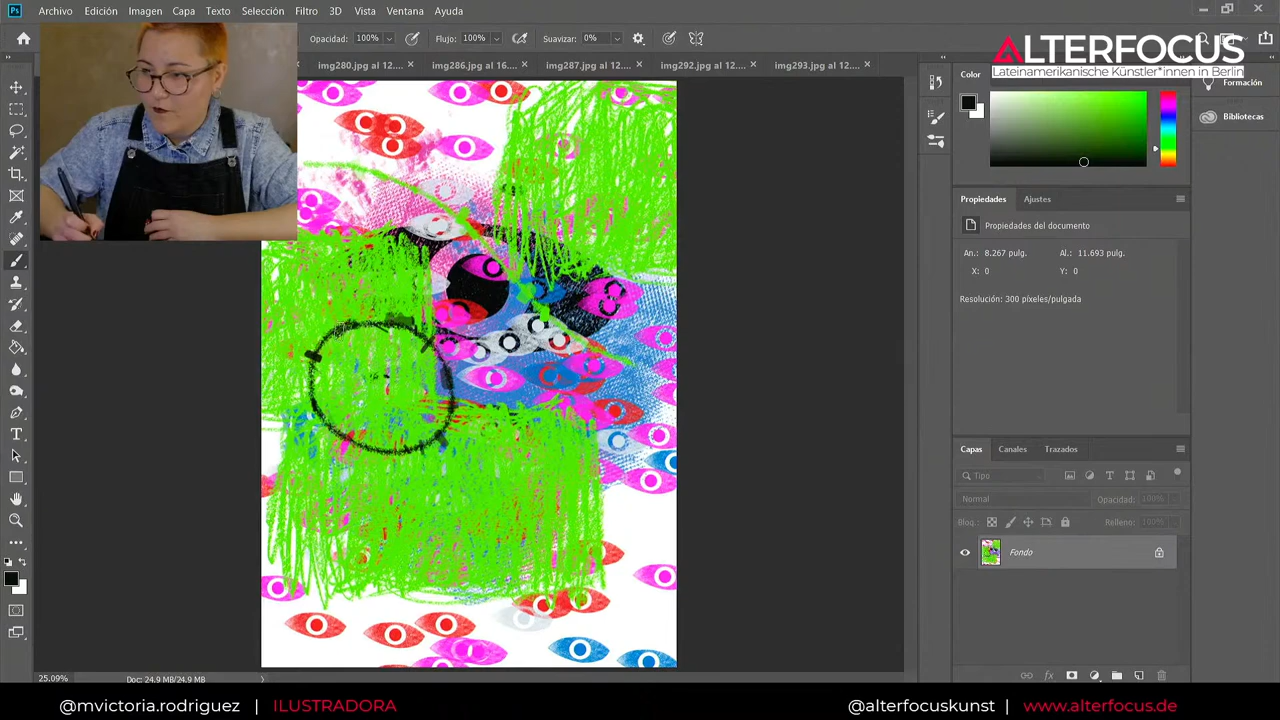 Ps Archivo Edición Imagen Capa Texto Selección Filtro 3D Vista Ventana Ayuda
Opacidad: 100% Flujo: 100% Suavizar: 0%
ALTERFOCUS
Lateinamerikanische Künstler*innen in Berlin
img280.jpg al 12.... × img286.jpg al 16.... × img287.jpg al 12.... × img292.jpg al 12.... × img293.jpg al 12.... ×
Color
Formación
Bibliotecas
Propiedades Ajustes
Propiedades del documento
An.: 8.267 pulg. Al.: 11.693 pulg.
X: 0 Y: 0
Resolución: 300 píxeles/pulgada
Capas Canales Trazados
Tipo
Normal Opacidad: 100%
Bloq.: Relleno: 100%
Fondo
fx
25.09% Doc: 24,9 MB/24,9 MB
@mvictoria.rodriguez | ILUSTRADORA @alterfocuskunst | www.alterfocus.de